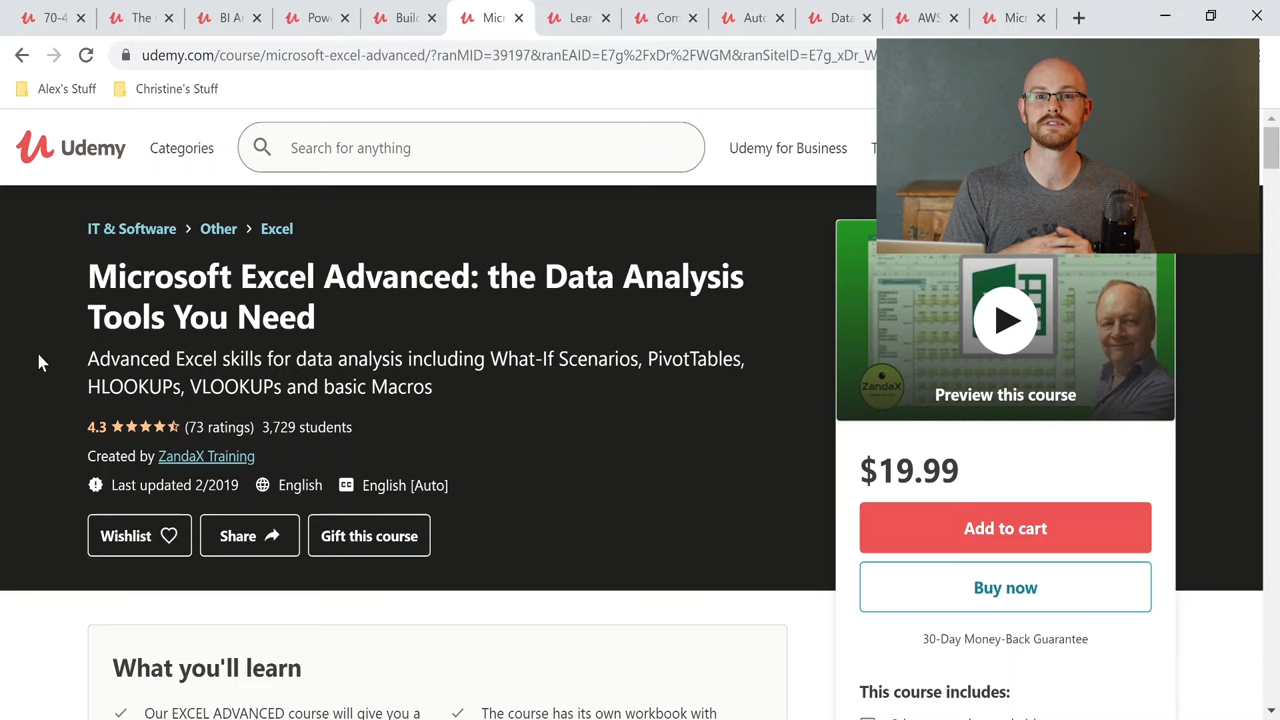 70-4
The
BI A
Pow
Builc
Micr
Lear
Com
Auto
Data
AWS
Micr
udemy.com/course/microsoft-excel-advanced/?ranMID=39197&ranEAID=E7g%2FxDr%2FWGM&ranSiteID=E7g_xDr_W
Alex's Stuff
Christine's Stuff
Udemy
Categories
Search for anything
Udemy for Business
T
IT & Software > Other > Excel
Microsoft Excel Advanced: the Data Analysis
Tools You Need
Advanced Excel skills for data analysis including What-If Scenarios, PivotTables,
HLOOKUPs, VLOOKUPs and basic Macros
4.3 (73 ratings) 3,729 students
Created by ZandaX Training
Last updated 2/2019 English CC English [Auto]
Wishlist
Share
Gift this course
ZandaX
Preview this course
$19.99
Add to cart
Buy now
30-Day Money-Back Guarantee
This course includes:
What you'll learn
Our EXCEL ADVANCED course will give you a
The course has its own workbook with